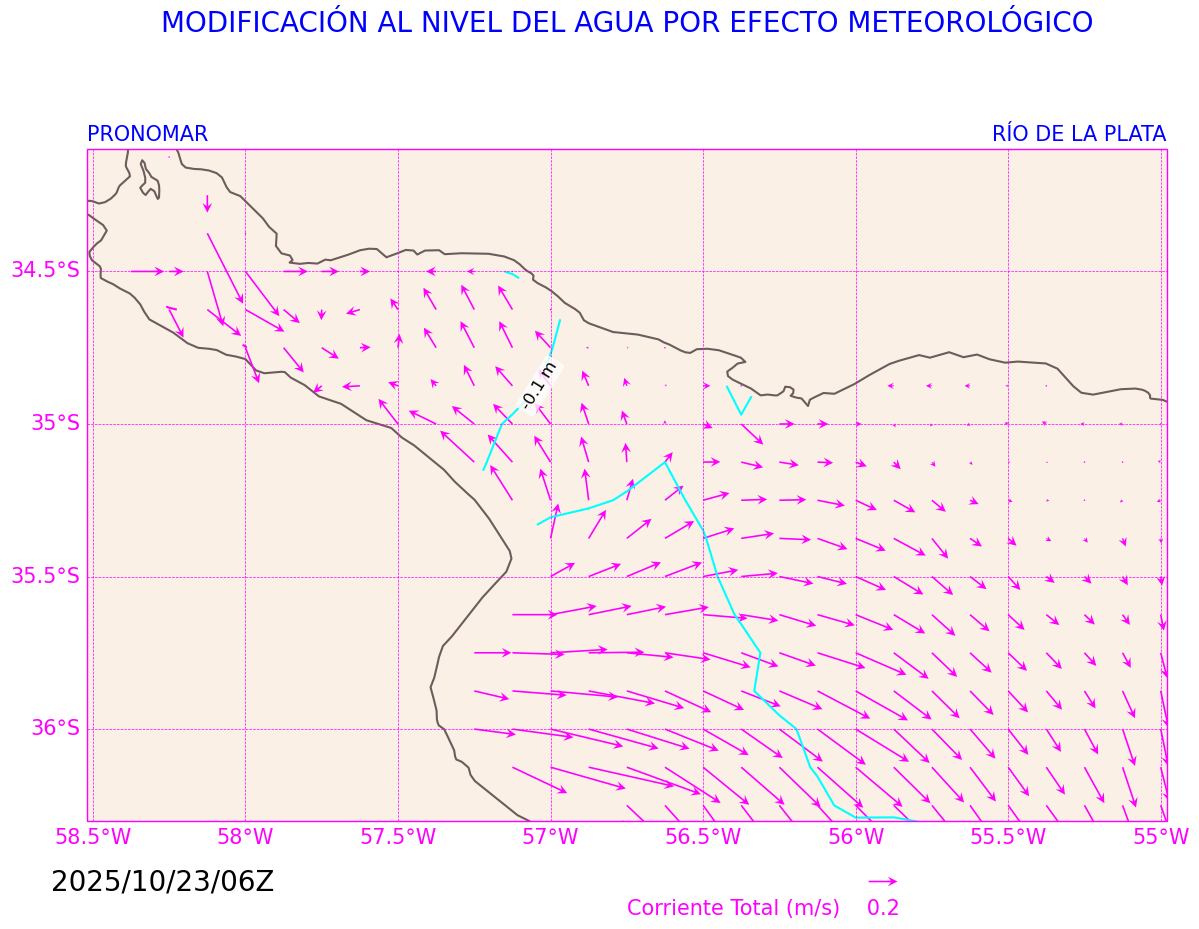 MODIFICACIÓN AL NIVEL DEL AGUA POR EFECTO METEOROLÓGICO
PRONOMAR RÍO DE LA PLATA
34.5°S
-0.1 m
35°S
35.5°S
36°S
58.5°W 58°W 57.5°W 57°W 56.5°W 56°W 55.5°W 55°W
2025/10/23/06Z
Corriente Total (m/s) 0.2